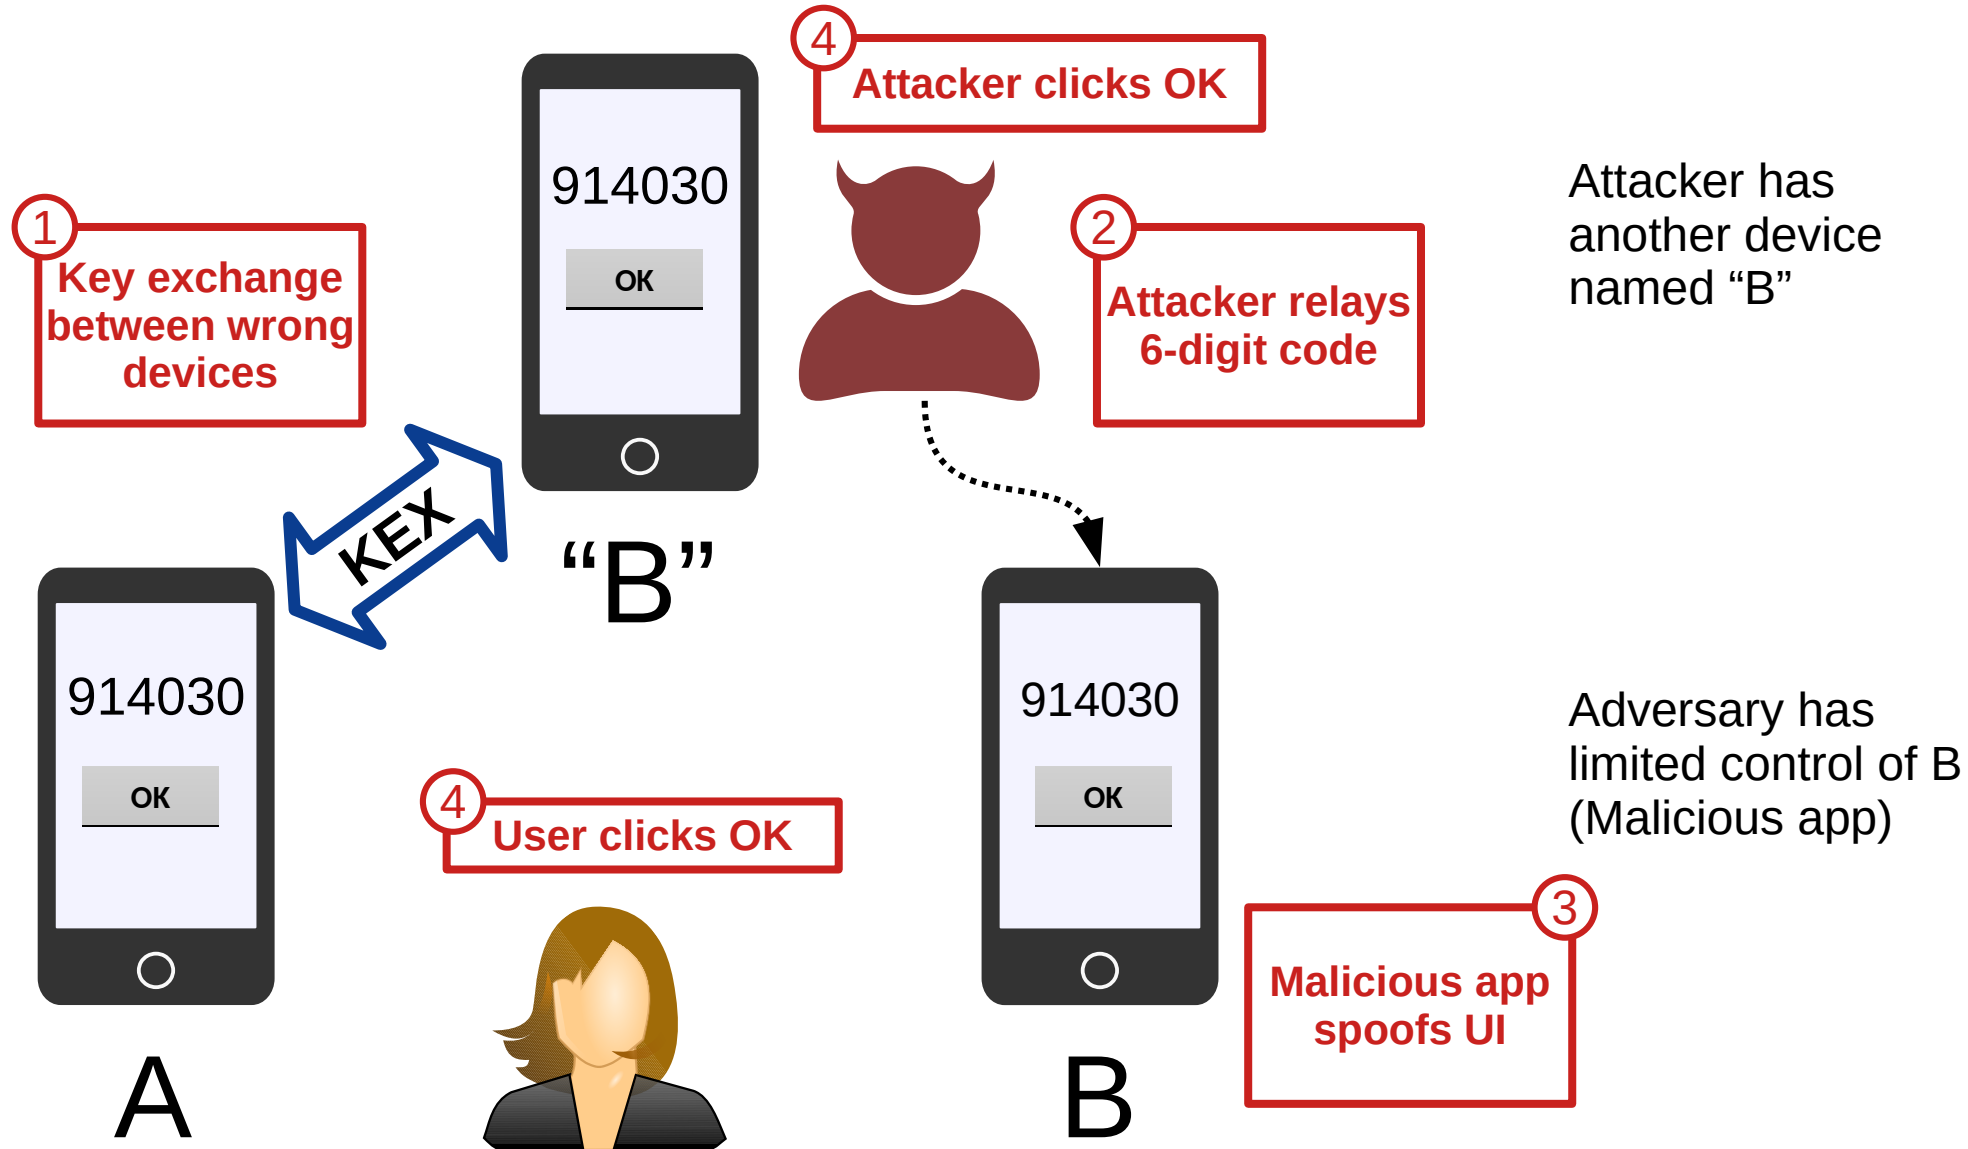 4
Attacker clicks OK
914030
OK
“B”
1
Key exchange
between wrong
devices
2
Attacker relays
6-digit code
Attacker has
another device
named “B”
KEX
914030
OK
A
4
User clicks OK
914030
OK
B
Adversary has
limited control of B
(Malicious app)
3
Malicious app
spoofs UI